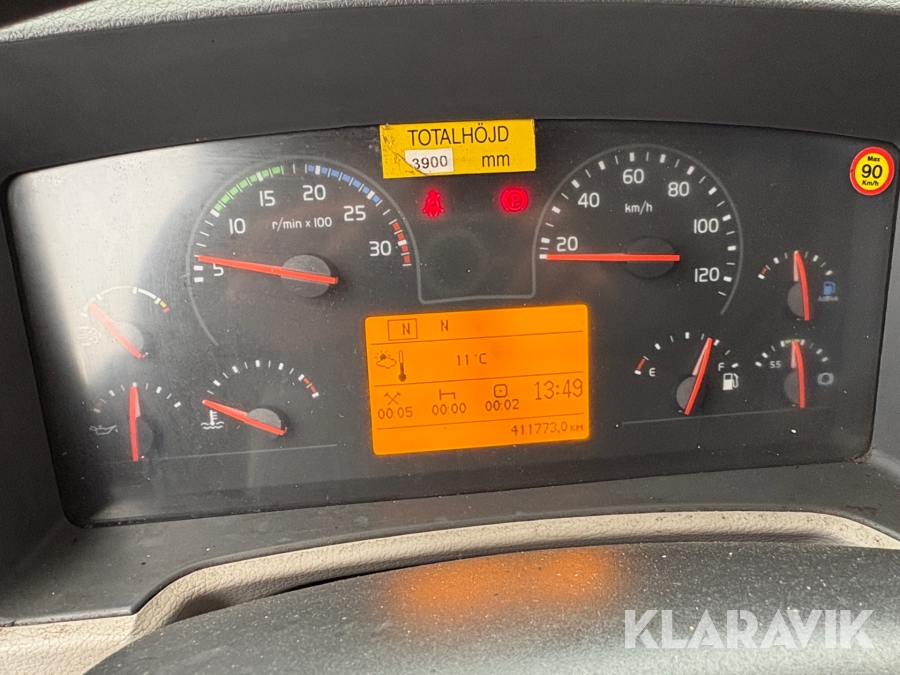 TOTALHÖJD
3900 mm
Max
90
Km/h
5 10 15 20 25 30
r/min x 100
20 40 60 80 100 120
km/h
N N
11°C
00:05 00:00 00:02 13:49
411773,0 KM
E F
AdBlue
S5
KLARAVIK